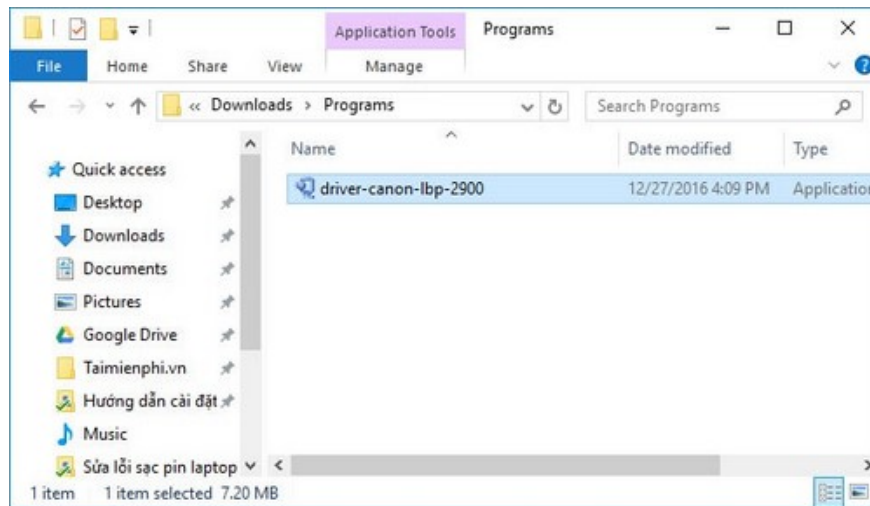 Application Tools Programs
File Home Share View Manage
« Downloads › Programs Search Programs
Name Date modified Type
Quick access
driver-canon-lbp-2900 12/27/2016 4:09 PM Application
Desktop
Downloads
Documents
Pictures
Google Drive
Taimienphi.vn
Hướng dẫn cài đặt
Music
Sửa lỗi sạc pin laptop
1 item 1 item selected 7.20 MB